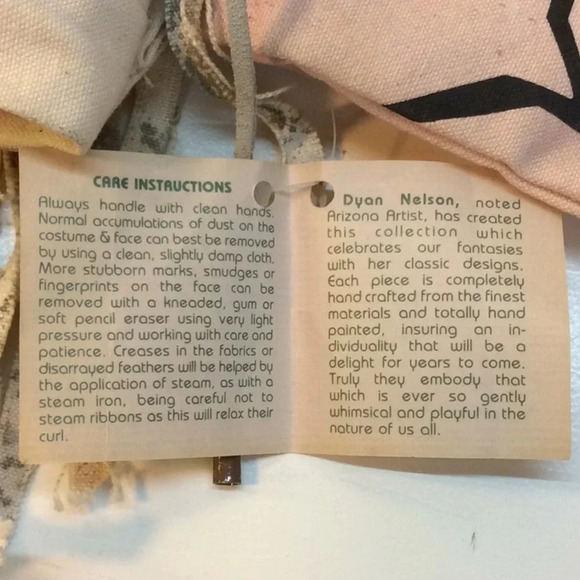 CARE INSTRUCTIONS
Always handle with clean hands.
Normal accumulations of dust on the
costume & face can best be removed
by using a clean, slightly damp cloth.
More stubborn marks, smudges or
fingerprints on the face can be
removed with a kneaded, gum or
soft pencil eraser using very light
pressure and working with care and
patience. Creases in the fabrics or
disarrayed feathers will be helped by
the application of steam, as with a
steam iron, being careful not to
steam ribbons as this will relax their
curl.
Dyan Nelson, noted
Arizona Artist, has created
this collection which
celebrates our fantasies
with her classic designs.
Each piece is completely
hand crafted from the finest
materials and totally hand
painted, insuring an in-
dividuality that will be a
delight for years to come.
Truly they embody that
which is ever so gently
whimsical and playful in the
nature of us all.